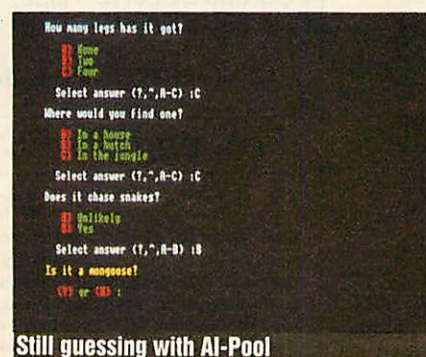 How many legs has it got?
A) None
B) Two
C) Four
Select answer (?,^,A-C) :C
Where would you find one?
A) In a house
B) In a hutch
C) In the jungle
Select answer (?,^,A-C) :C
Does it chase snakes?
A) Unlikely
B) Yes
Select answer (?,^,A-B) :B
Is it a mongoose?
(Y) or (N) :
Still guessing with AI-Pool